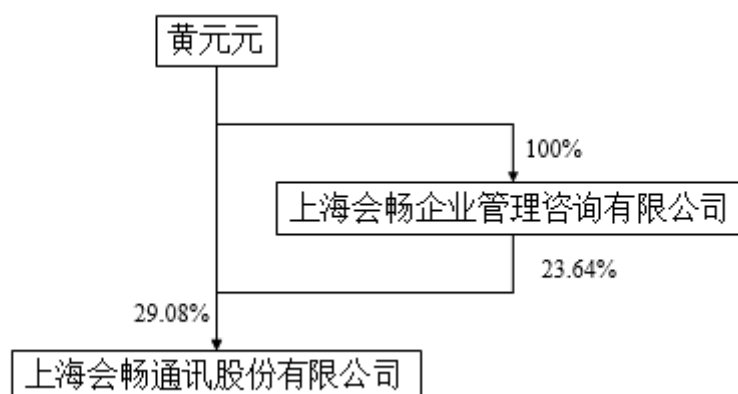 黄元元
100%
上海会畅企业管理咨询有限公司
23.64%
29.08%
上海会畅通讯股份有限公司